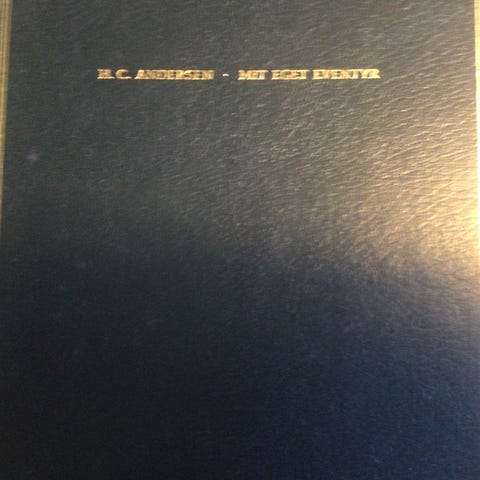 H. C. ANDERSEN - MIT EGET EVENTYR